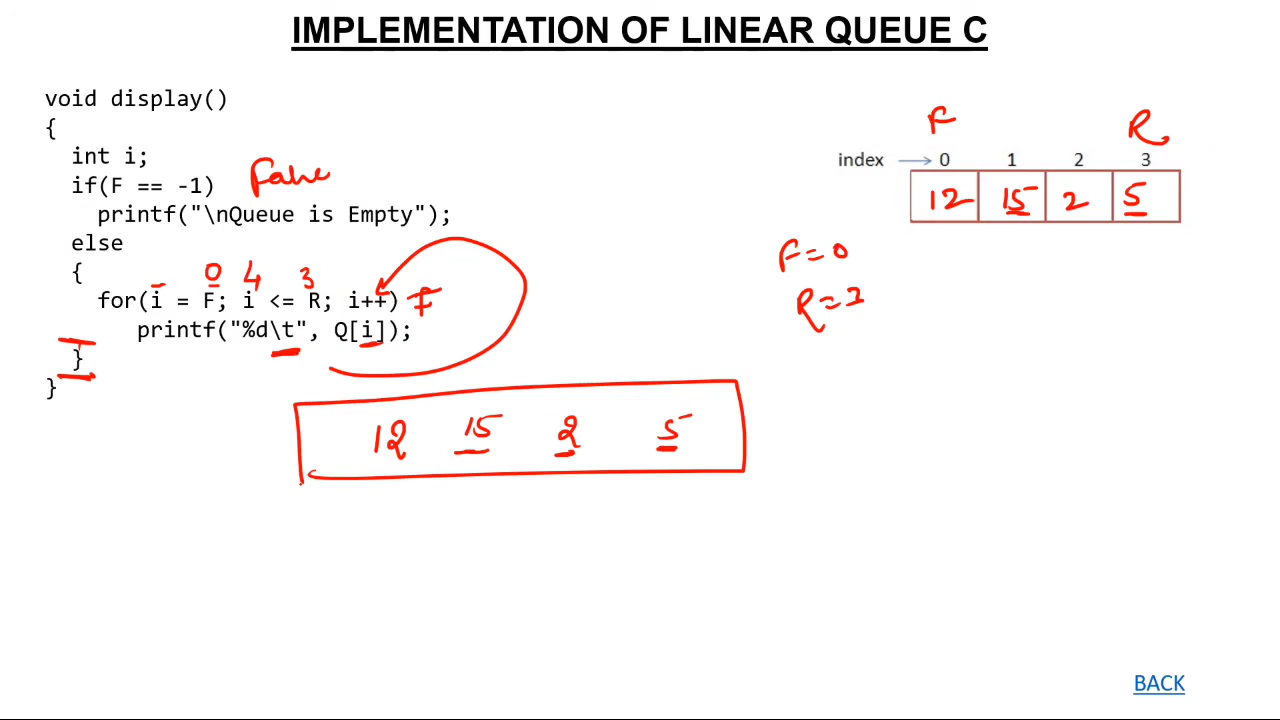 IMPLEMENTATION OF LINEAR QUEUE C
void display()
{
int i;
if(F == -1) False
printf("\nQueue is Empty");
else
{
0 4 3
for(i = F; i <= R; i++) F
printf("%d\t", Q[i]);
}
}
12 15 2 5
F R
index 0 1 2 3
12 15 2 5
F=0
R=3
BACK